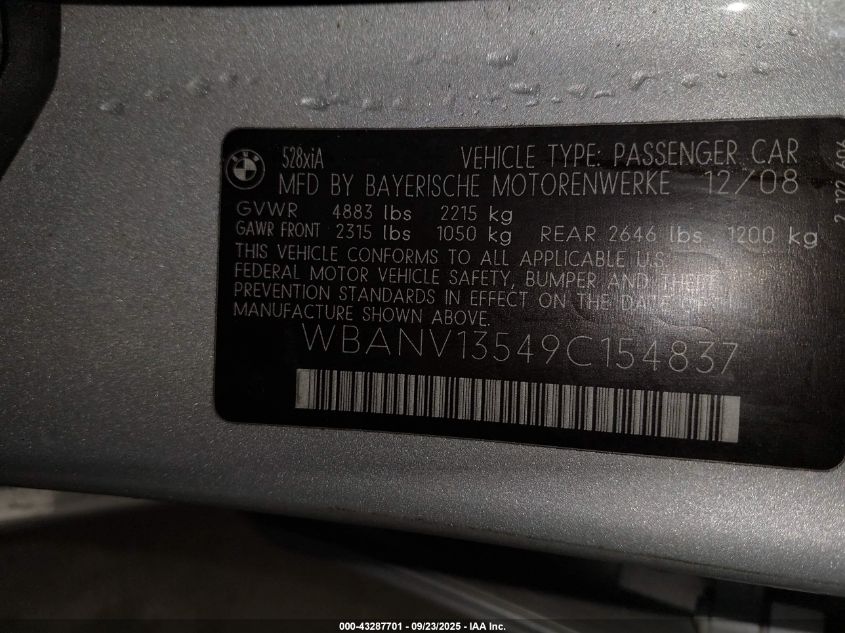 528xiA VEHICLE TYPE: PASSENGER CAR
MFD BY BAYERISCHE MOTORENWERKE 12/08
GVWR 4883 lbs 2215 kg
GAWR FRONT 2315 lbs 1050 kg REAR 2646 lbs 1200 kg
THIS VEHICLE CONFORMS TO ALL APPLICABLE U.S.
FEDERAL MOTOR VEHICLE SAFETY, BUMPER AND THEFT
PREVENTION STANDARDS IN EFFECT ON THE DATE OF
MANUFACTURE SHOWN ABOVE.
WBANV13549C154837
000-43287701 - 09/23/2025 - IAA Inc.